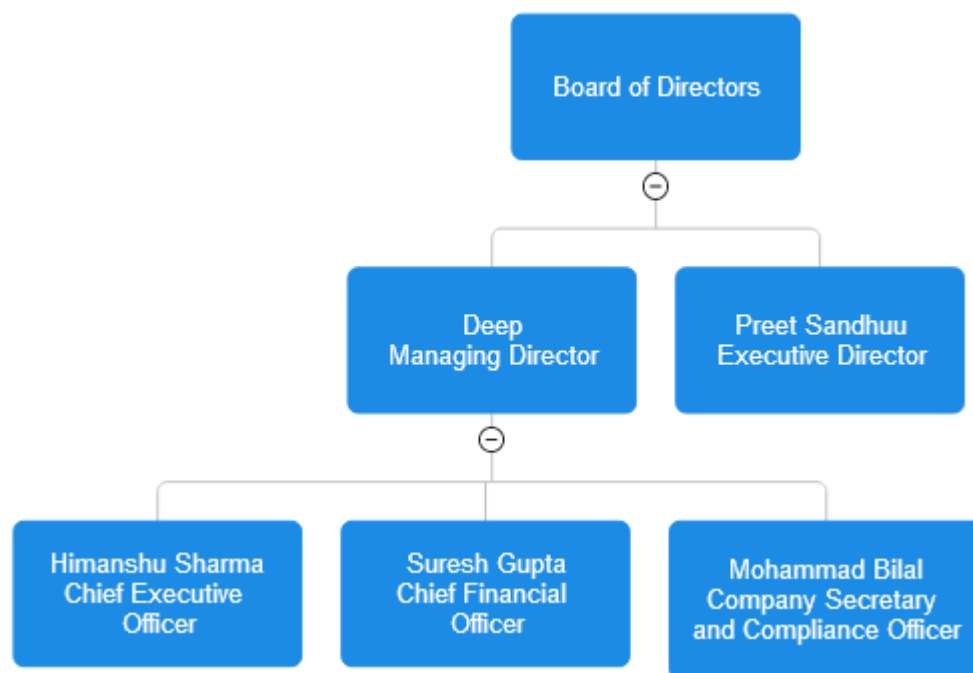 Board of Directors
Deep
Managing Director
Preet Sandhuu
Executive Director
Himanshu Sharma
Chief Executive
Officer
Suresh Gupta
Chief Financial
Officer
Mohammad Bilal
Company Secretary
and Compliance Officer